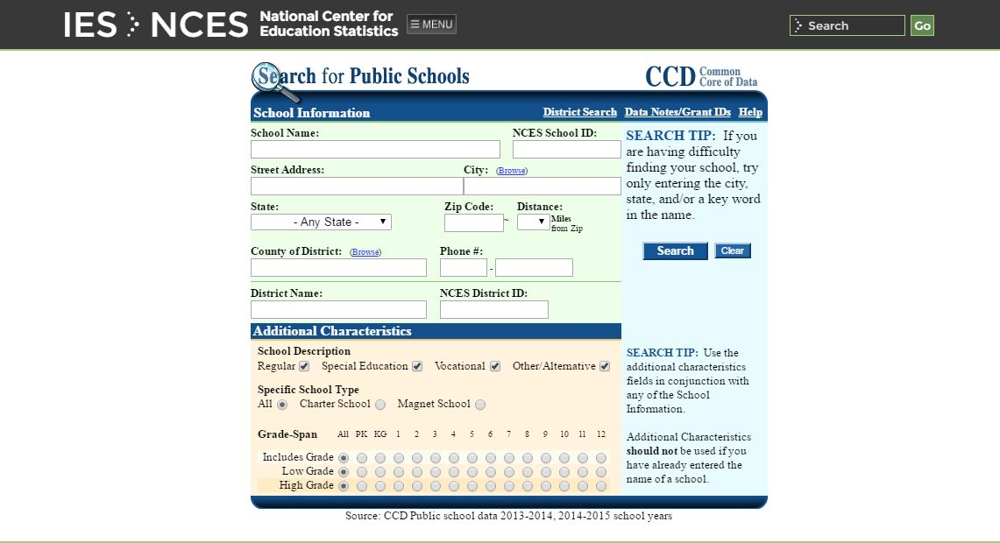 IES NCES National Center for
Education Statistics
MENU
Search
Go
Search for Public Schools
CCD Common
Core of Data
School Information
District Search Data Notes/Grant IDs Help
School Name:
NCES School ID:
Street Address:
City: (Browse)
State:
Zip Code:
Distance:
- Any State -
~
Miles
from Zip
County of District: (Browse)
Phone #:
-
District Name:
NCES District ID:
SEARCH TIP: If you
are having difficulty
finding your school, try
only entering the city,
state, and/or a key word
in the name.
Search
Clear
Additional Characteristics
School Description
Regular Special Education Vocational Other/Alternative
Specific School Type
All Charter School Magnet School
Grade-Span All PK KG 1 2 3 4 5 6 7 8 9 10 11 12
Includes Grade
Low Grade
High Grade
SEARCH TIP: Use the
additional characteristics
fields in conjunction with
any of the School
Information.
Additional Characteristics
should not be used if you
have already entered the
name of a school.
Source: CCD Public school data 2013-2014, 2014-2015 school years